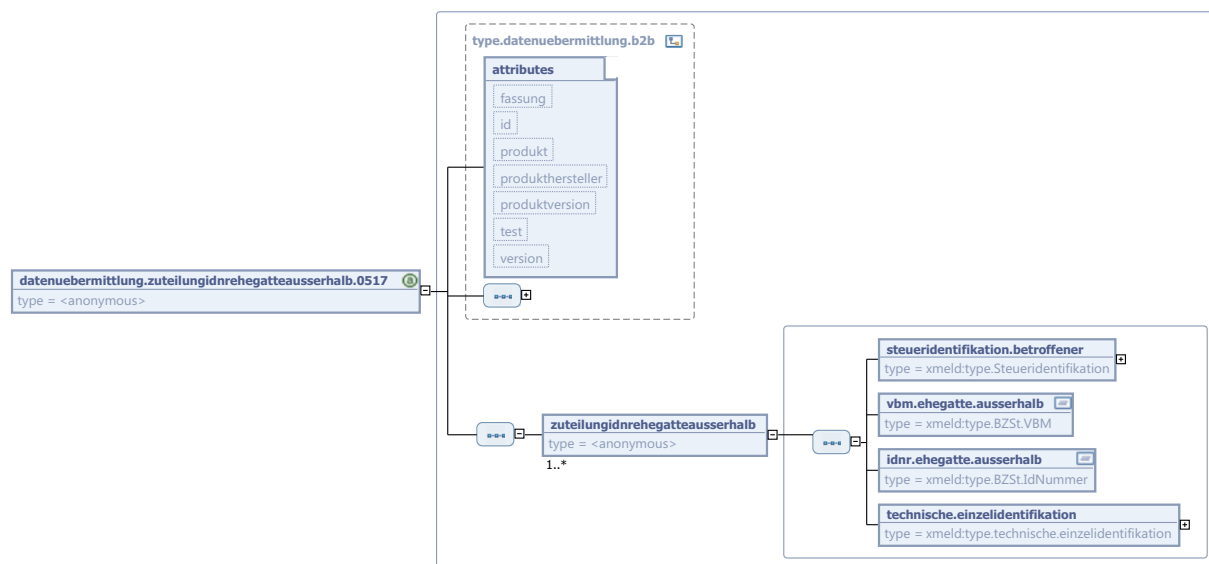 type.datenuebermittlung.b2b
attributes
fassung
id
produkt
produkthersteller
produktversion
test
version
datenuebermittlung.zuteilungidnrehegatteausserhalb.0517
a
type = <anonymous>
zuteilungidnrehegatteausserhalb
type = <anonymous>
1..*
steueridentifikation.betroffener
type = xmeld:type.Steueridentifikation
vbm.ehegatte.ausserhalb
type = xmeld:type.BZSt.VBM
idnr.ehegatte.ausserhalb
type = xmeld:type.BZSt.IdNummer
technische.einzelidentifikation
type = xmeld:type.technische.einzelidentifikation